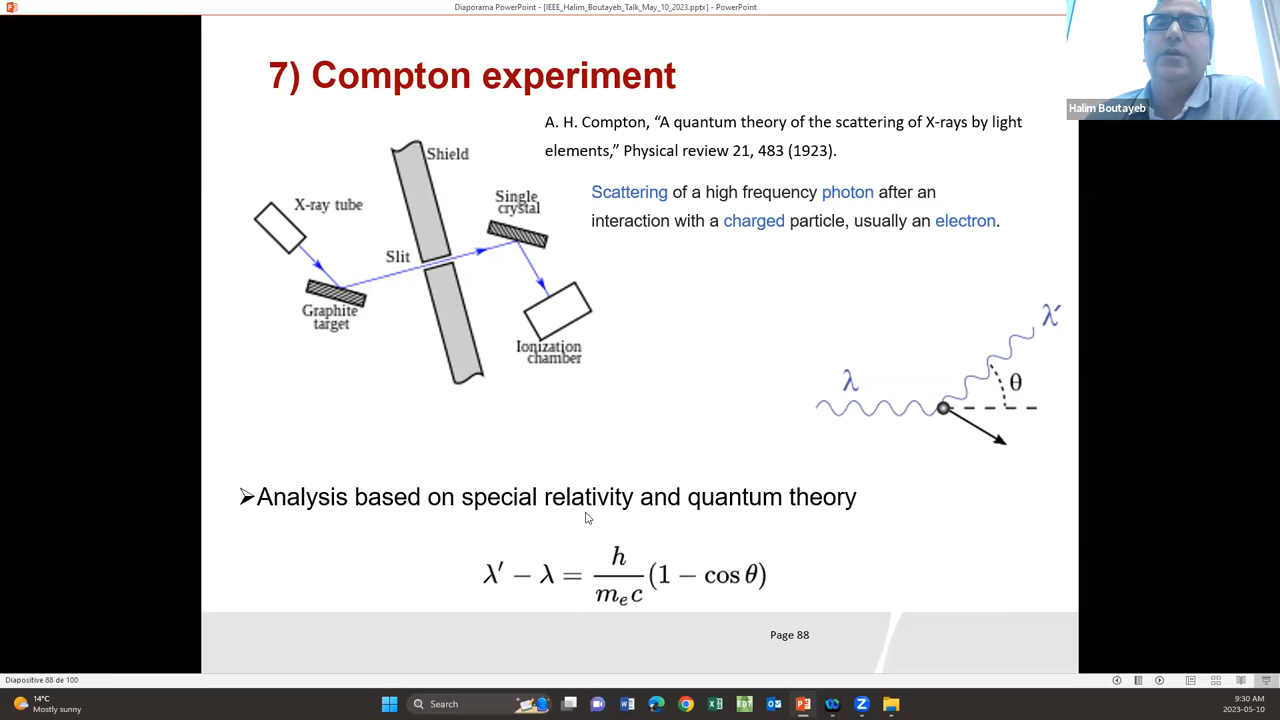 Diaporama PowerPoint - [IEEE_Halim_Boutayeb_Talk_May_10_2023.pptx] - PowerPoint
Halim Boutayeb
7) Compton experiment
A. H. Compton, “A quantum theory of the scattering of X-rays by light
elements,” Physical review 21, 483 (1923).
Scattering of a high frequency photon after an
interaction with a charged particle, usually an electron.
Shield
X-ray tube
Single
crystal
Slit
Graphite
target
Ionization
chamber
λ
λ′
θ
➢Analysis based on special relativity and quantum theory
λ′ − λ = h/(mₑc) (1 − cos θ)
Page 88
Diapositive 88 de 100
14°C
Mostly sunny
Search
EDT
9:30 AM
2023-05-10